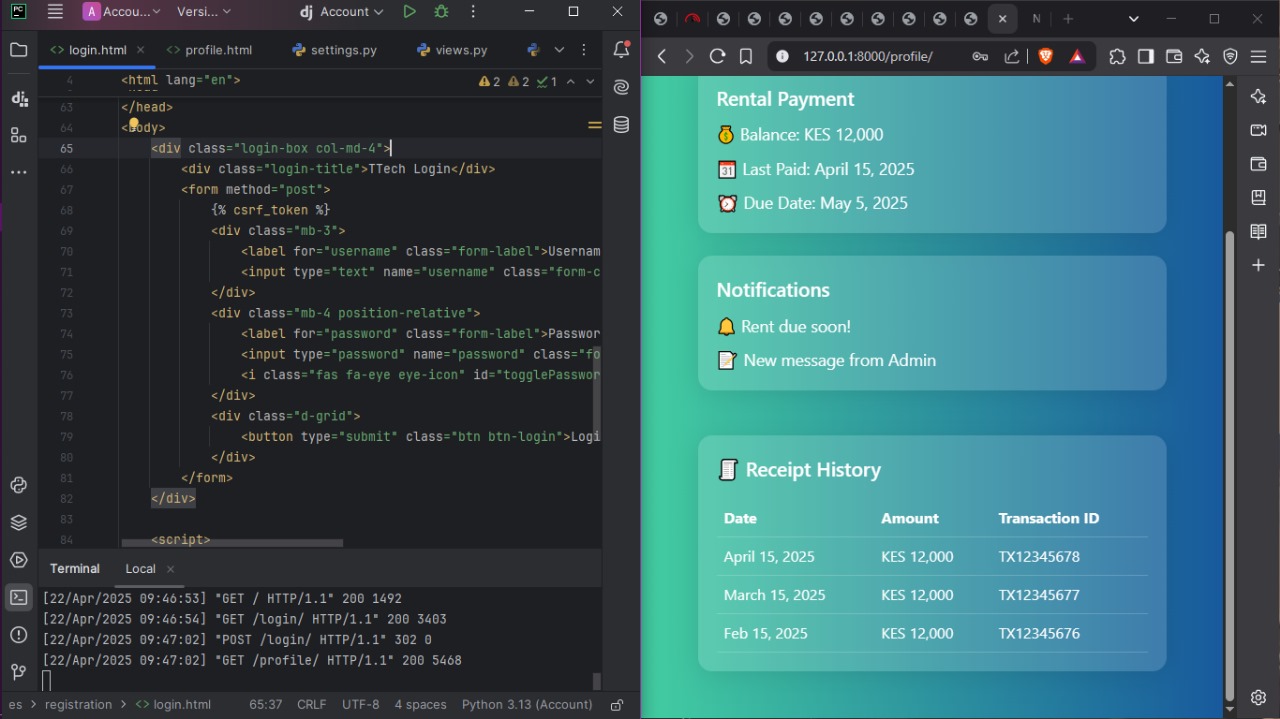 PC
A Accou...
Versi...
dj Account
login.html
profile.html
settings.py
views.py
4 <html lang="en">
2 2 1
63 </head>
64 <body>
65 <div class="login-box col-md-4">
66 <div class="login-title">TTech Login</div>
67 <form method="post">
68 {% csrf_token %}
69 <div class="mb-3">
70 <label for="username" class="form-label">Usernam
71 <input type="text" name="username" class="form-c
72 </div>
73 <div class="mb-4 position-relative">
74 <label for="password" class="form-label">Passwor
75 <input type="password" name="password" class="fo
76 <i class="fas fa-eye eye-icon" id="togglePasswor
77 </div>
78 <div class="d-grid">
79 <button type="submit" class="btn btn-login">Logi
80 </div>
81 </form>
82 </div>
83
84 <script>
Terminal
Local
[22/Apr/2025 09:46:53] "GET / HTTP/1.1" 200 1492
[22/Apr/2025 09:46:54] "GET /login/ HTTP/1.1" 200 3403
[22/Apr/2025 09:47:02] "POST /login/ HTTP/1.1" 302 0
[22/Apr/2025 09:47:02] "GET /profile/ HTTP/1.1" 200 5468
es > registration > login.html
65:37 CRLF UTF-8 4 spaces Python 3.13 (Account)
N
127.0.0.1:8000/profile/
Rental Payment
Balance: KES 12,000
Last Paid: April 15, 2025
Due Date: May 5, 2025
Notifications
Rent due soon!
New message from Admin
Receipt History
Date Amount Transaction ID
April 15, 2025 KES 12,000 TX12345678
March 15, 2025 KES 12,000 TX12345677
Feb 15, 2025 KES 12,000 TX12345676